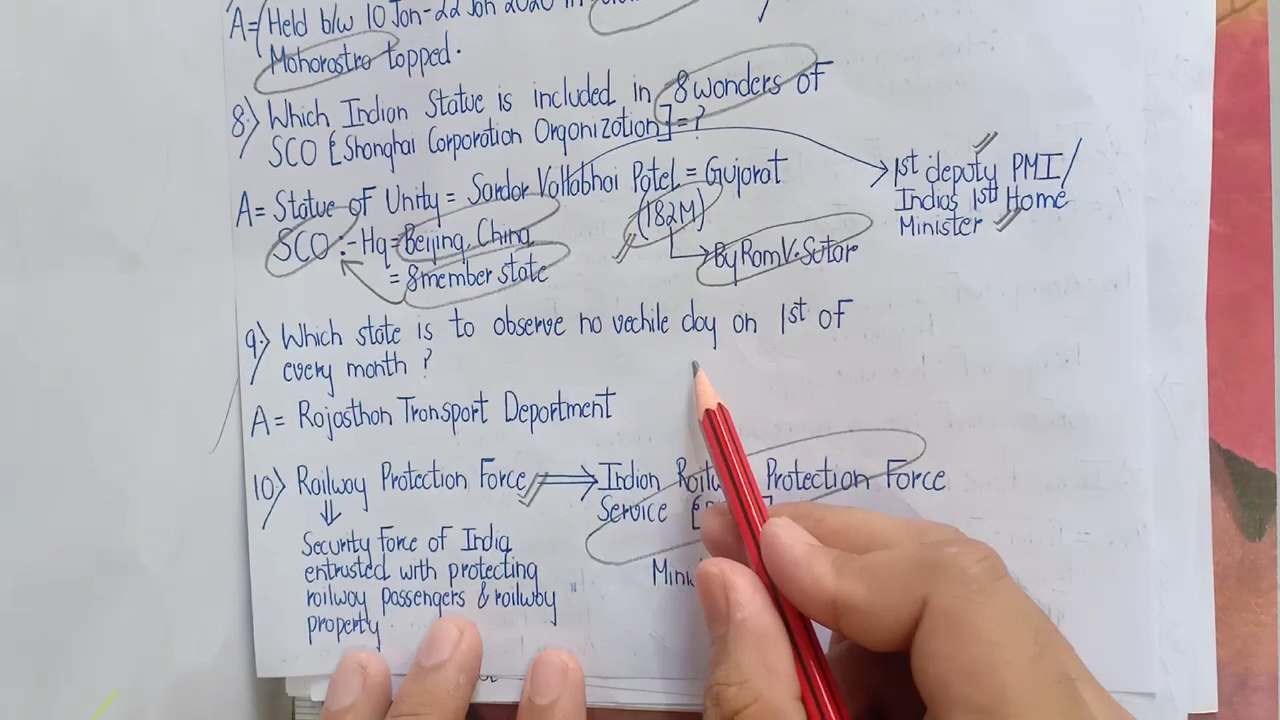 A= Held b/w 10 Jan-22 Jan 2020 in
Maharastra topped.
8) Which Indian Statue is included in 8 wonders of
SCO [Shanghai Corporation Organization] = ?
A= Statue of Unity = Sardar Vallabhai Patel = Gujarat
(182M)
By Ram V. Sutar
1st deputy PMI/
Indias 1st Home
Minister
SCO :- Hq = Beijing, China
= 8 member state
9) Which state is to observe no vechile day on 1st of
every month ?
A= Rajasthan Transport Department
10) Railway Protection Force ⇒ Indian Protection Force
Service
Security Force of India
entrusted with protecting
railway passengers & railway
property